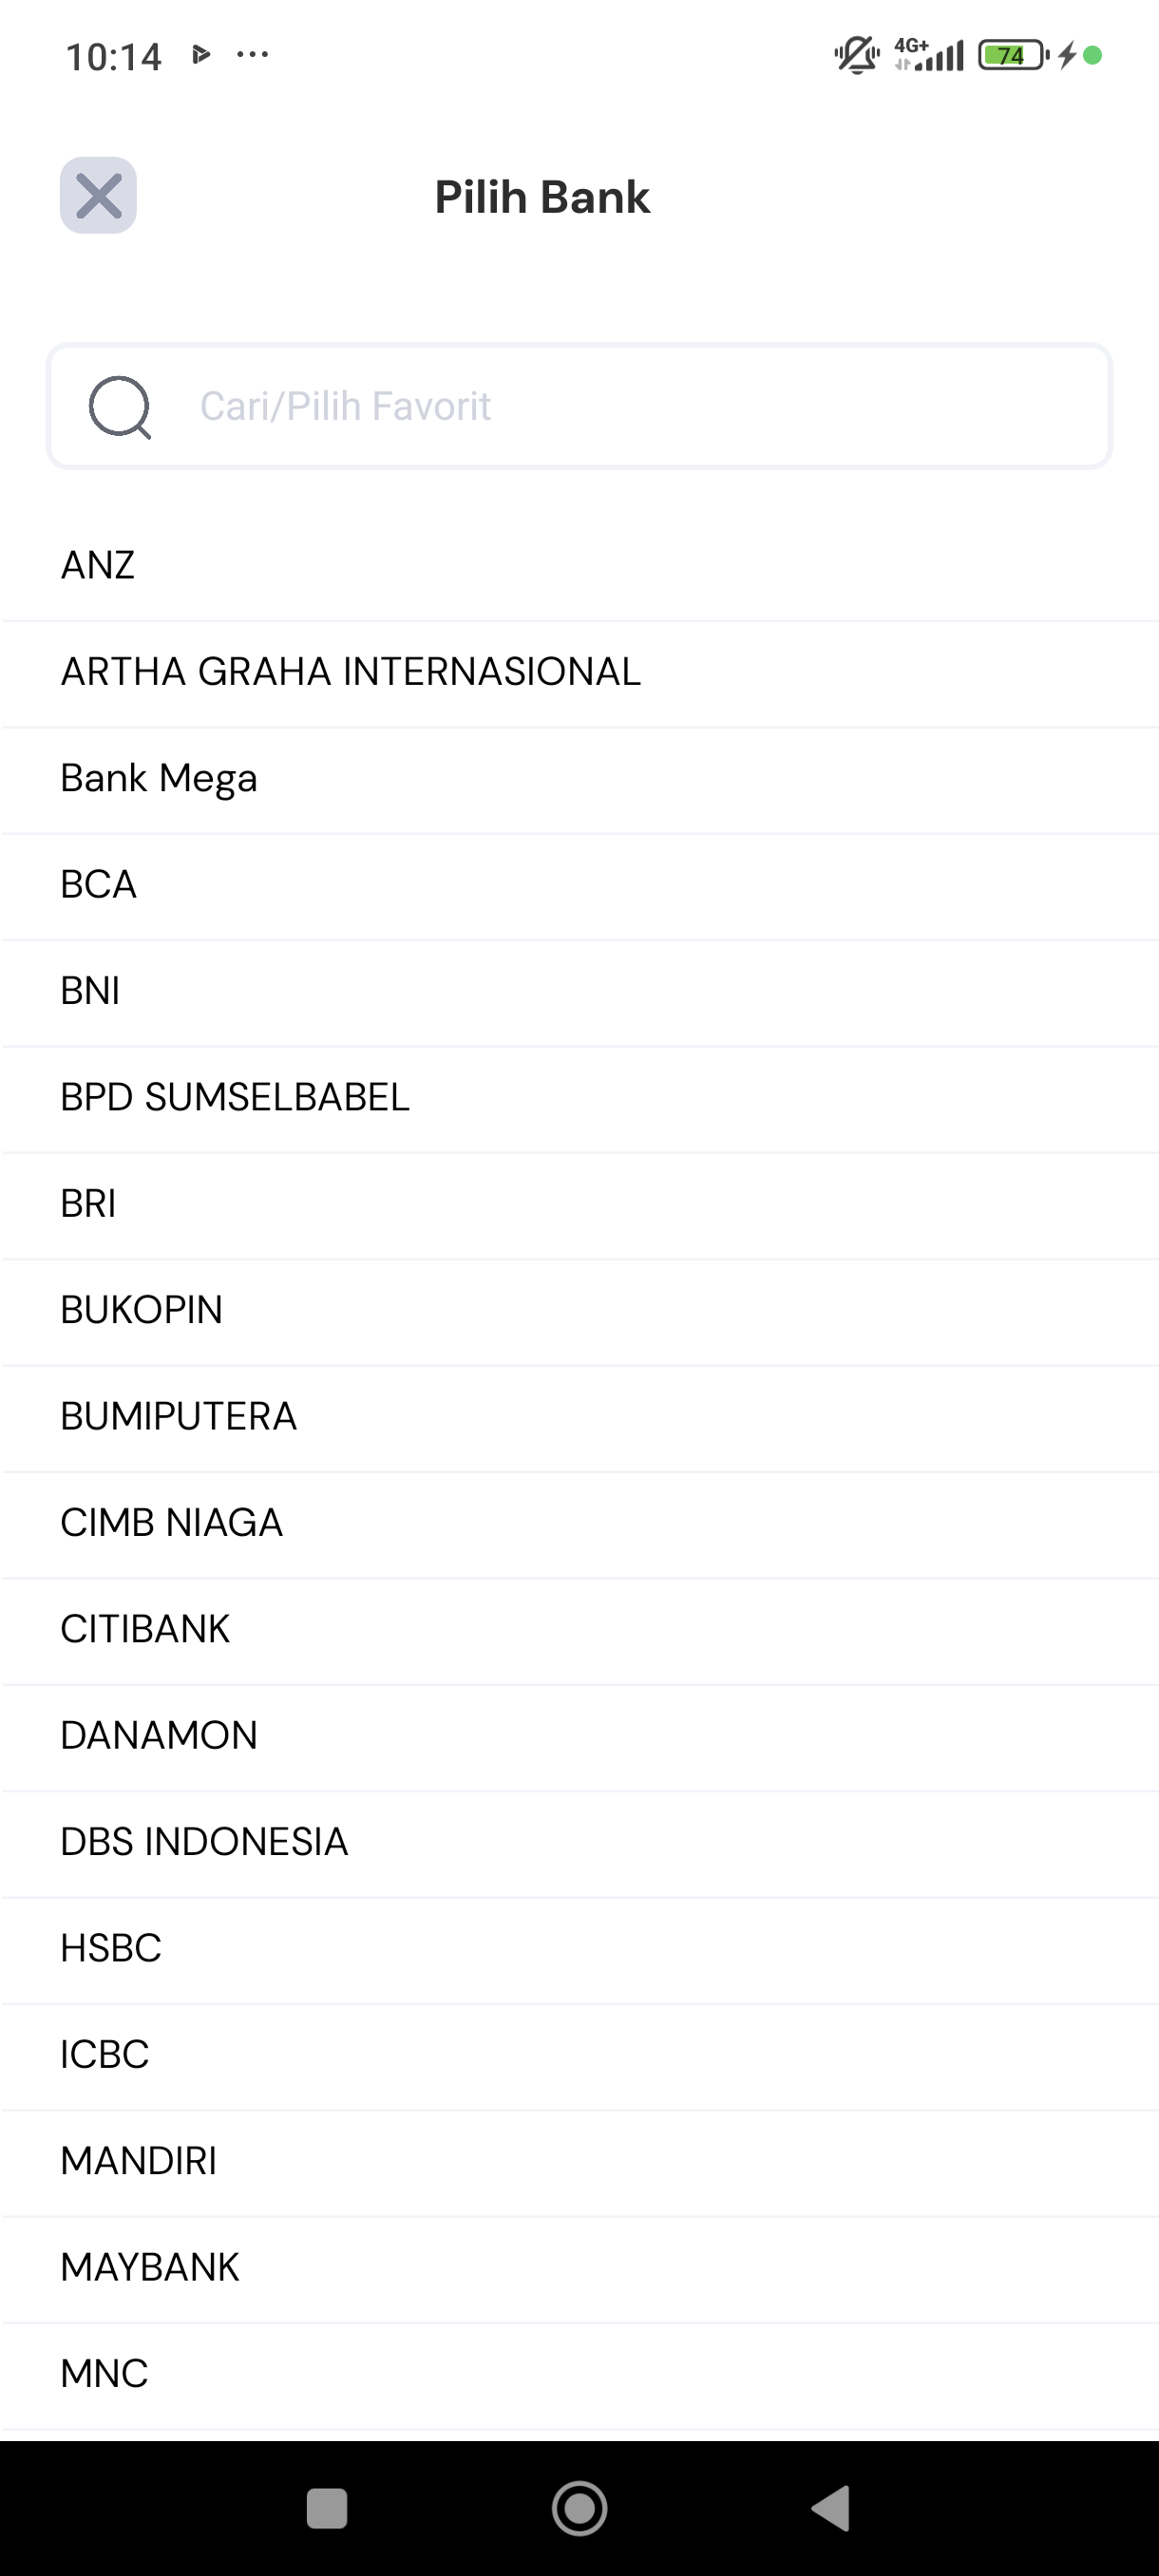 10:14
4G+
74
Pilih Bank
Cari/Pilih Favorit
ANZ
ARTHA GRAHA INTERNASIONAL
Bank Mega
BCA
BNI
BPD SUMSELBABEL
BRI
BUKOPIN
BUMIPUTERA
CIMB NIAGA
CITIBANK
DANAMON
DBS INDONESIA
HSBC
ICBC
MANDIRI
MAYBANK
MNC